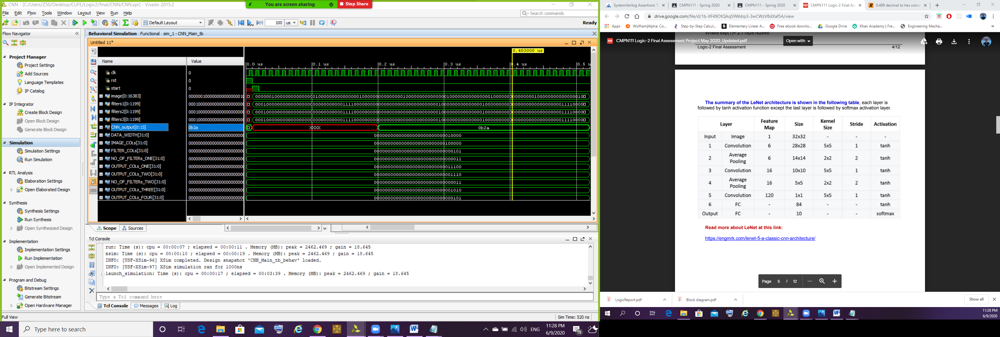 CNN - [C:/Users/Z50/Desktop/CUFE/Logic2/final/CNN/CNN.xpr] - Vivado 2015.2
You are screen sharing
Stop Share
File Edit Flow Tools Window Layout View Run Help
Search commands
Default Layout
100 us
Ready
Flow Navigator
Project Manager
Project Settings
Add Sources
Language Templates
IP Catalog
IP Integrator
Create Block Design
Open Block Design
Generate Block Design
Simulation
Simulation Settings
Run Simulation
RTL Analysis
Elaboration Settings
Open Elaborated Design
Synthesis
Synthesis Settings
Run Synthesis
Open Synthesized Design
Implementation
Implementation Settings
Run Implementation
Open Implemented Design
Program and Debug
Bitstream Settings
Generate Bitstream
Open Hardware Manager
Full View
Behavioral Simulation - Functional - sim_1 - CNN_Main_tb
Untitled 11*
0.403000 us
Name Value
0.0 us 0.1 us 0.2 us 0.3 us 0.4 us 0.5 u
clk 0
rst 0
start 0
image[0:16383]
filters1[0:1199]
filters2[0:1199]
filters3[0:1199]
CNN_output[0:15] 0b2a XXXX 0b2a
DATA_WIDTH[31:0] 00000000000000000000000000010000
IMAGE_COLs[31:0] 00000000000000000000000000100000
FILTER_COLs[31:0] 00000000000000000000000000000101
NO_OF_FILTERs_ONE[31:0] 00000000000000000000000000000011
OUTPUT_COLs_ONE[31:0] 00000000000000000000000000011100
OUTPUT_COLs_TWO[31:0] 00000000000000000000000000001110
NO_OF_FILTERs_TWO[31:0] 00000000000000000000000000000011
OUTPUT_COLs_THREE[31:0] 00000000000000000000000000001010
OUTPUT_COLs_FOUR[31:0] 00000000000000000000000000000101
Scope Sources
Tcl Console
run: Time (s): cpu = 00:00:07 ; elapsed = 00:00:11 . Memory (MB): peak = 2462.469 ; gain = 18.645
xsim: Time (s): cpu = 00:00:10 ; elapsed = 00:00:19 . Memory (MB): peak = 2462.469 ; gain = 18.645
INFO: [USF-XSim-96] XSim completed. Design snapshot 'CNN_Main_tb_behav' loaded.
INFO: [USF-XSim-97] XSim simulation ran for 1000ns
launch_simulation: Time (s): cpu = 00:00:17 ; elapsed = 00:03:39 . Memory (MB): peak = 2462.469 ; gain = 18.645
Type a Tcl command here
Tcl Console Messages Log
Sim Time: 520 ns
Type here to search
ENG
11:28 PM
6/9/2020
19
SystemVerilog Assertions T CMPN111 - Spring 2020 CMPN111 - Spring 2020 CMPN111 Logic-2 Final As 0.489 decimal to hex conve
drive.google.com/file/d/1b-XF49OtQAq59Wdrp3-3wCWzVBdXaf5A/view
Apps Wolfram|Alpha: Co... Step-by-Step Calcul... Elementary Linear A... Free ebook downlo... Google Drive Khan Academy | Fre... Engineering Mecha...
Where exp(1)= 2.71828182846
CMPN111 Logic-2 Final Assessment Project May 2020_Updated.pdf
Open with
Logic-2 Final Assessment 4/12
The summary of the LeNet architecture is shown in the following table, each layer is
followed by tanh activation function except the last layer is followed by softmax activation layer.
Layer Feature Map Size Kernel Size Stride Activation
Input Image 1 32x32 - - -
1 Convolution 6 28x28 5x5 1 tanh
2 Average Pooling 6 14x14 2x2 2 tanh
3 Convolution 16 10x10 5x5 1 tanh
4 Average Pooling 16 5x5 2x2 2 tanh
5 Convolution 120 1x1 5x5 1 tanh
6 FC - 84 - - tanh
Output FC - 10 - - softmax
Read more about LeNet at this link:
https://engmrk.com/lenet-5-a-classic-cnn-architecture/
Page 5 / 12
LogicReport.pdf
Block diagram.pdf
Show all
11:28 PM
6/9/2020